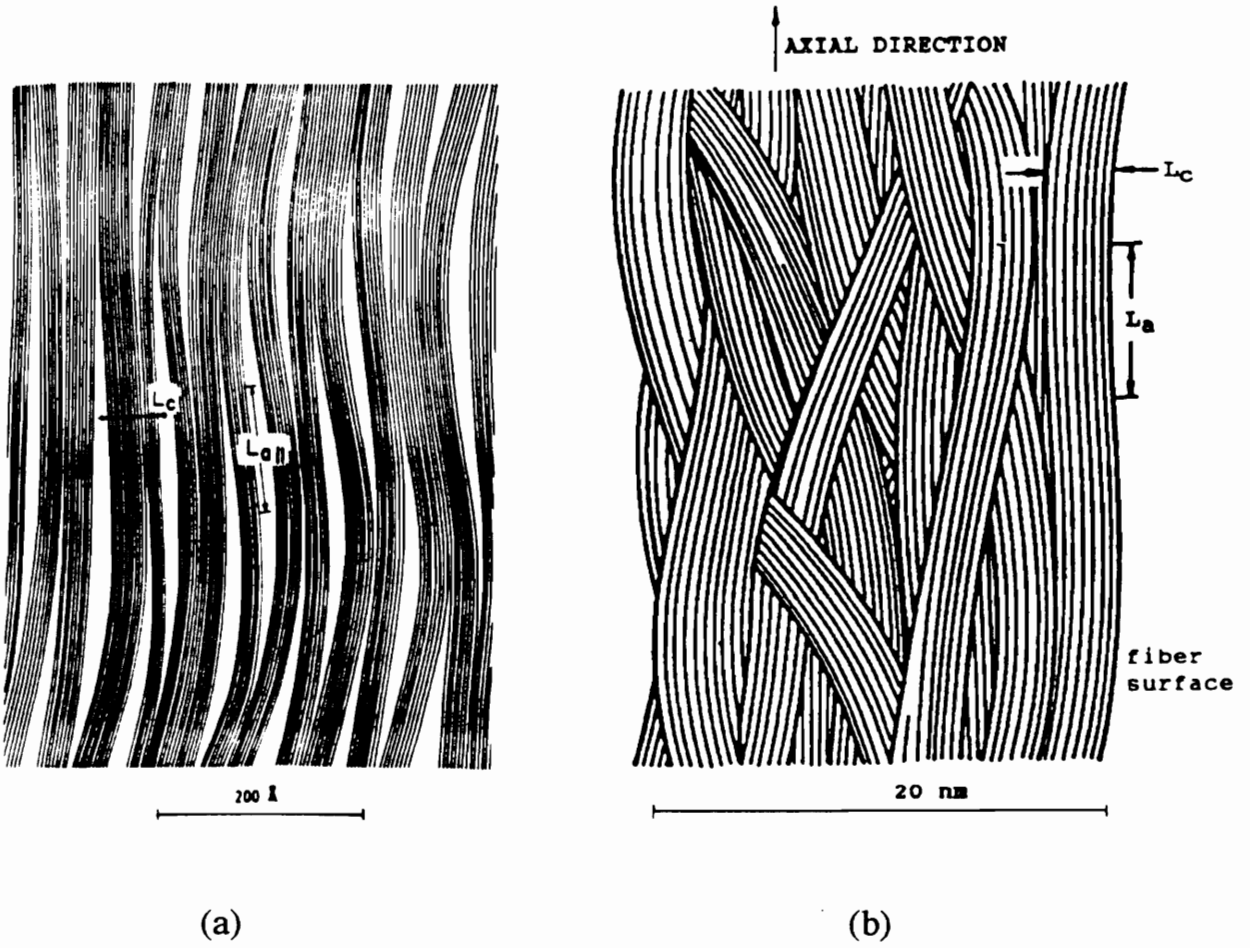 AXIAL DIRECTION
Lc
La
Lc
La||
fiber
surface
200 Å
20 nm
(a)
(b)